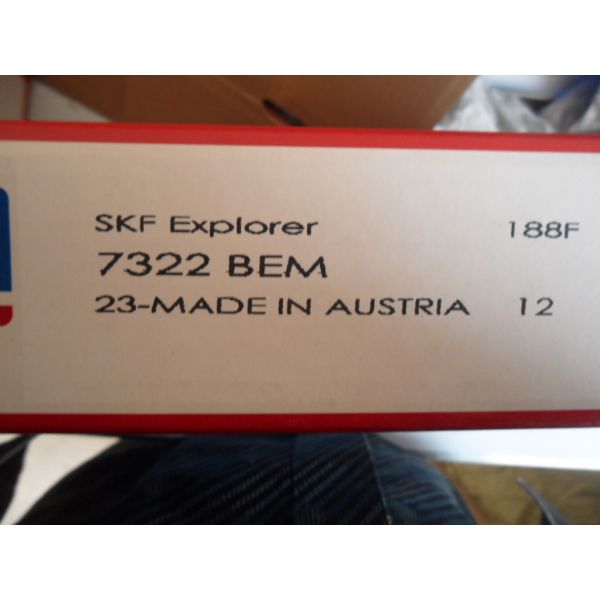 SKF Explorer 188F
7322 BEM
23-MADE IN AUSTRIA 12